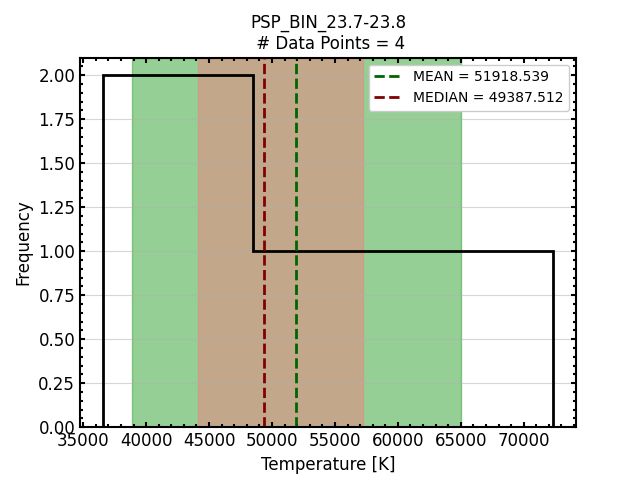 PSP_BIN_23.7-23.8
# Data Points = 4
MEAN = 51918.539
MEDIAN = 49387.512
2.00
1.75
1.50
1.25
1.00
0.75
0.50
0.25
0.00
Frequency
35000 40000 45000 50000 55000 60000 65000 70000
Temperature [K]